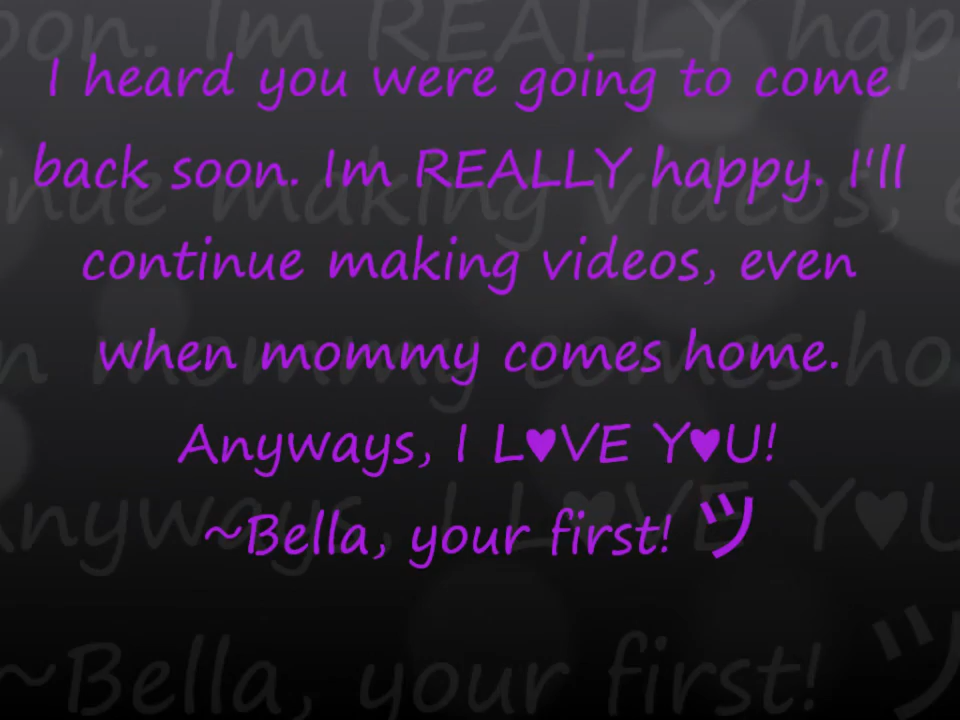 I heard you were going to come
back soon. Im REALLY happy. I'll
continue making videos, even
when mommy comes home.
Anyways, I L♥VE Y♥U!
~Bella, your first! ツ